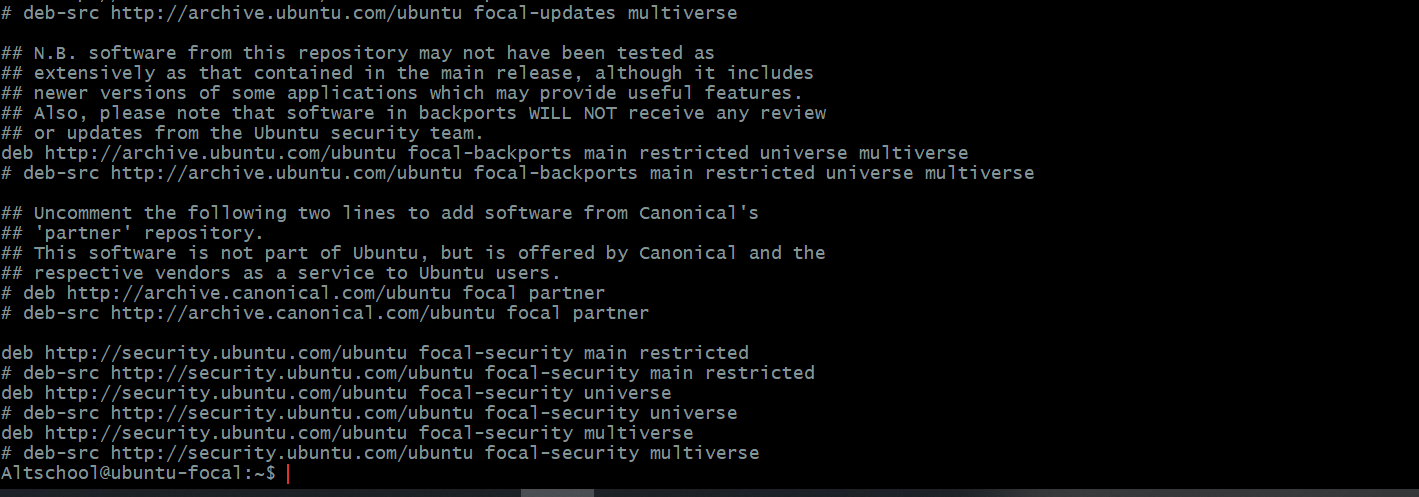 # deb-src http://archive.ubuntu.com/ubuntu focal-updates multiverse
## N.B. software from this repository may not have been tested as
## extensively as that contained in the main release, although it includes
## newer versions of some applications which may provide useful features.
## Also, please note that software in backports WILL NOT receive any review
## or updates from the Ubuntu security team.
deb http://archive.ubuntu.com/ubuntu focal-backports main restricted universe multiverse
# deb-src http://archive.ubuntu.com/ubuntu focal-backports main restricted universe multiverse
## Uncomment the following two lines to add software from Canonical's
## 'partner' repository.
## This software is not part of Ubuntu, but is offered by Canonical and the
## respective vendors as a service to Ubuntu users.
# deb http://archive.canonical.com/ubuntu focal partner
# deb-src http://archive.canonical.com/ubuntu focal partner
deb http://security.ubuntu.com/ubuntu focal-security main restricted
# deb-src http://security.ubuntu.com/ubuntu focal-security main restricted
deb http://security.ubuntu.com/ubuntu focal-security universe
# deb-src http://security.ubuntu.com/ubuntu focal-security universe
deb http://security.ubuntu.com/ubuntu focal-security multiverse
# deb-src http://security.ubuntu.com/ubuntu focal-security multiverse
Altschool@ubuntu-focal:~$